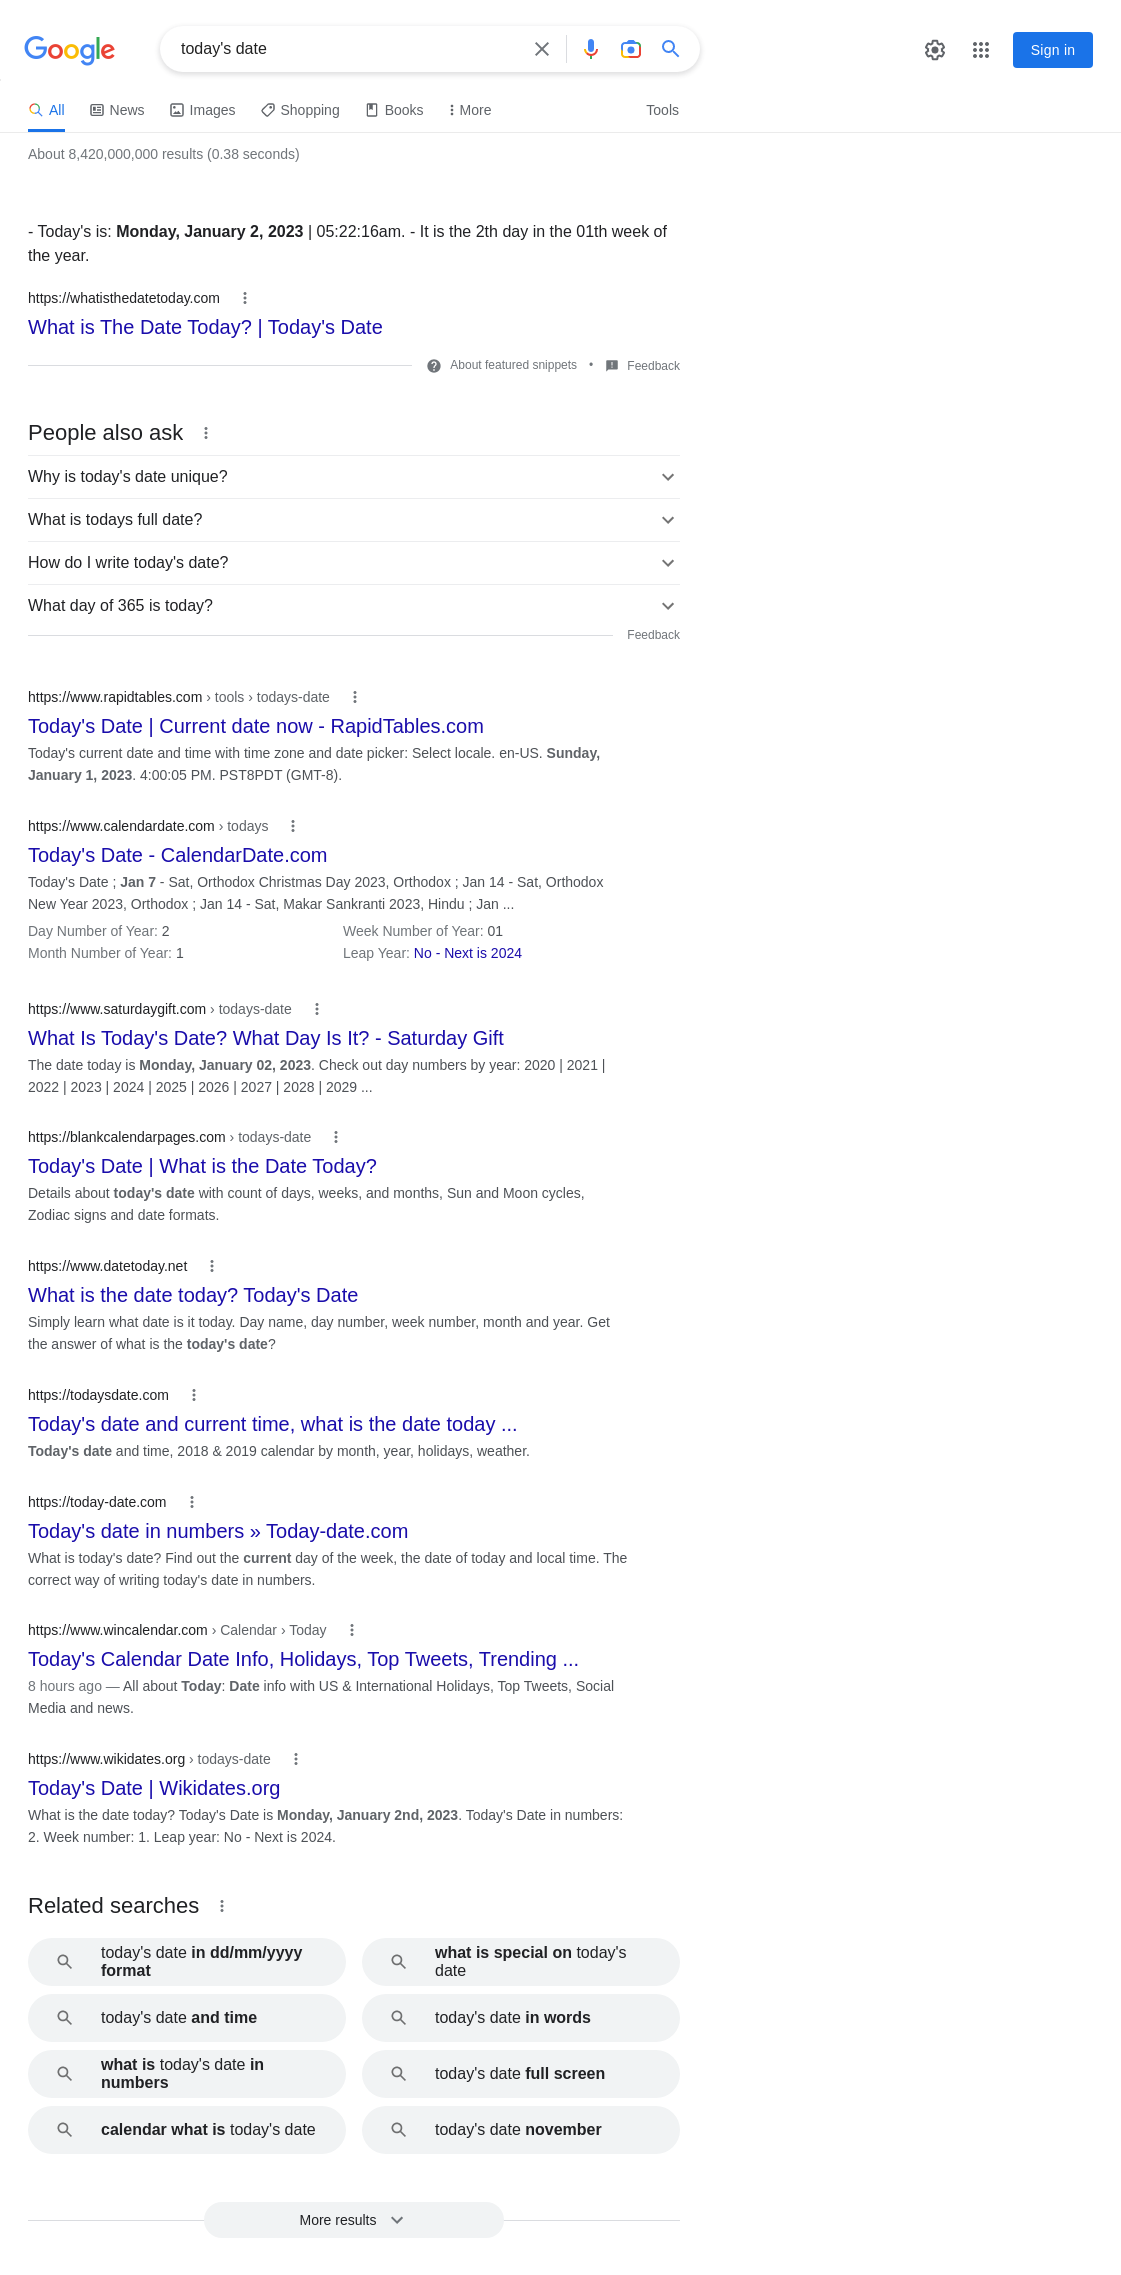 Google
today's date
Sign in
All News Images Shopping Books More Tools
About 8,420,000,000 results (0.38 seconds)
- Today's is: Monday, January 2, 2023 | 05:22:16am. - It is the 2th day in the 01th week of
the year.
https://whatisthedatetoday.com
What is The Date Today? | Today's Date
About featured snippets • Feedback
People also ask
Why is today's date unique?
What is todays full date?
How do I write today's date?
What day of 365 is today?
Feedback
https://www.rapidtables.com › tools › todays-date
Today's Date | Current date now - RapidTables.com
Today's current date and time with time zone and date picker: Select locale. en-US. Sunday,
January 1, 2023. 4:00:05 PM. PST8PDT (GMT-8).
https://www.calendardate.com › todays
Today's Date - CalendarDate.com
Today's Date ; Jan 7 - Sat, Orthodox Christmas Day 2023, Orthodox ; Jan 14 - Sat, Orthodox
New Year 2023, Orthodox ; Jan 14 - Sat, Makar Sankranti 2023, Hindu ; Jan ...
Day Number of Year: 2 Week Number of Year: 01
Month Number of Year: 1 Leap Year: No - Next is 2024
https://www.saturdaygift.com › todays-date
What Is Today's Date? What Day Is It? - Saturday Gift
The date today is Monday, January 02, 2023. Check out day numbers by year: 2020 | 2021 |
2022 | 2023 | 2024 | 2025 | 2026 | 2027 | 2028 | 2029 ...
https://blankcalendarpages.com › todays-date
Today's Date | What is the Date Today?
Details about today's date with count of days, weeks, and months, Sun and Moon cycles,
Zodiac signs and date formats.
https://www.datetoday.net
What is the date today? Today's Date
Simply learn what date is it today. Day name, day number, week number, month and year. Get
the answer of what is the today's date?
https://todaysdate.com
Today's date and current time, what is the date today ...
Today's date and time, 2018 & 2019 calendar by month, year, holidays, weather.
https://today-date.com
Today's date in numbers » Today-date.com
What is today's date? Find out the current day of the week, the date of today and local time. The
correct way of writing today's date in numbers.
https://www.wincalendar.com › Calendar › Today
Today's Calendar Date Info, Holidays, Top Tweets, Trending ...
8 hours ago — All about Today: Date info with US & International Holidays, Top Tweets, Social
Media and news.
https://www.wikidates.org › todays-date
Today's Date | Wikidates.org
What is the date today? Today's Date is Monday, January 2nd, 2023. Today's Date in numbers:
2. Week number: 1. Leap year: No - Next is 2024.
Related searches
today's date in dd/mm/yyyy
format
what is special on today's
date
today's date and time
today's date in words
what is today's date in
numbers
today's date full screen
calendar what is today's date
today's date november
More results